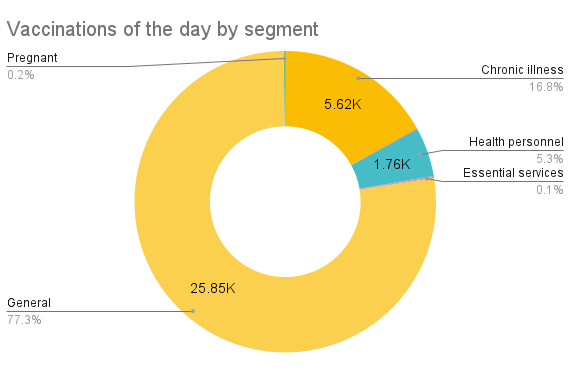 Vaccinations of the day by segment
Pregnant
0.2%
Chronic illness
16.8%
5.62K
Health personnel
5.3%
1.76K
Essential services
0.1%
25.85K
General
77.3%